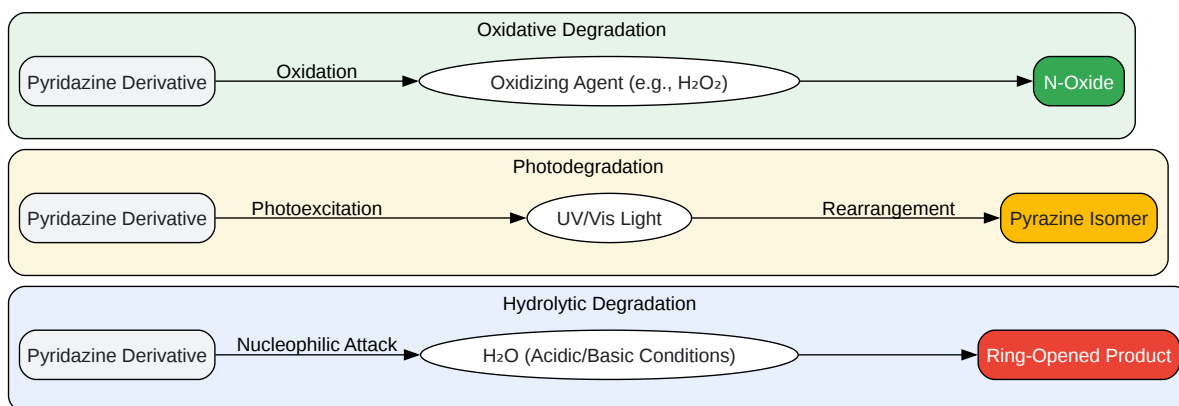 Oxidative Degradation
Pyridazine Derivative
Oxidation
Oxidizing Agent (e.g., H₂O₂)
N-Oxide
Photodegradation
Pyridazine Derivative
Photoexcitation
UV/Vis Light
Rearrangement
Pyrazine Isomer
Hydrolytic Degradation
Pyridazine Derivative
Nucleophilic Attack
H₂O (Acidic/Basic Conditions)
Ring-Opened Product